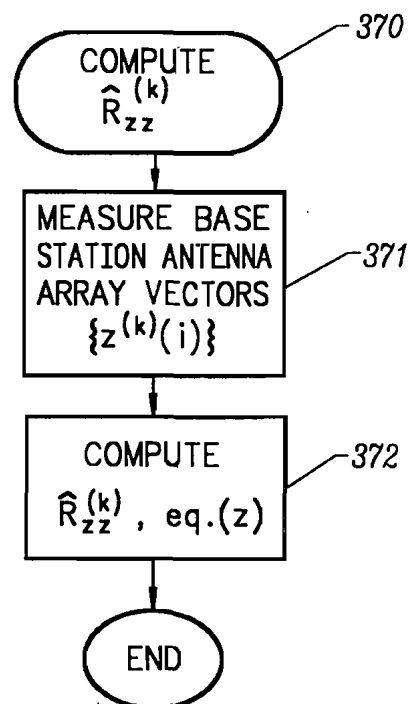 COMPUTE
R̂zz^(k)
370
MEASURE BASE
STATION ANTENNA
ARRAY VECTORS
{z^(k)(i)}
371
COMPUTE
R̂zz^(k), eq.(z)
372
END